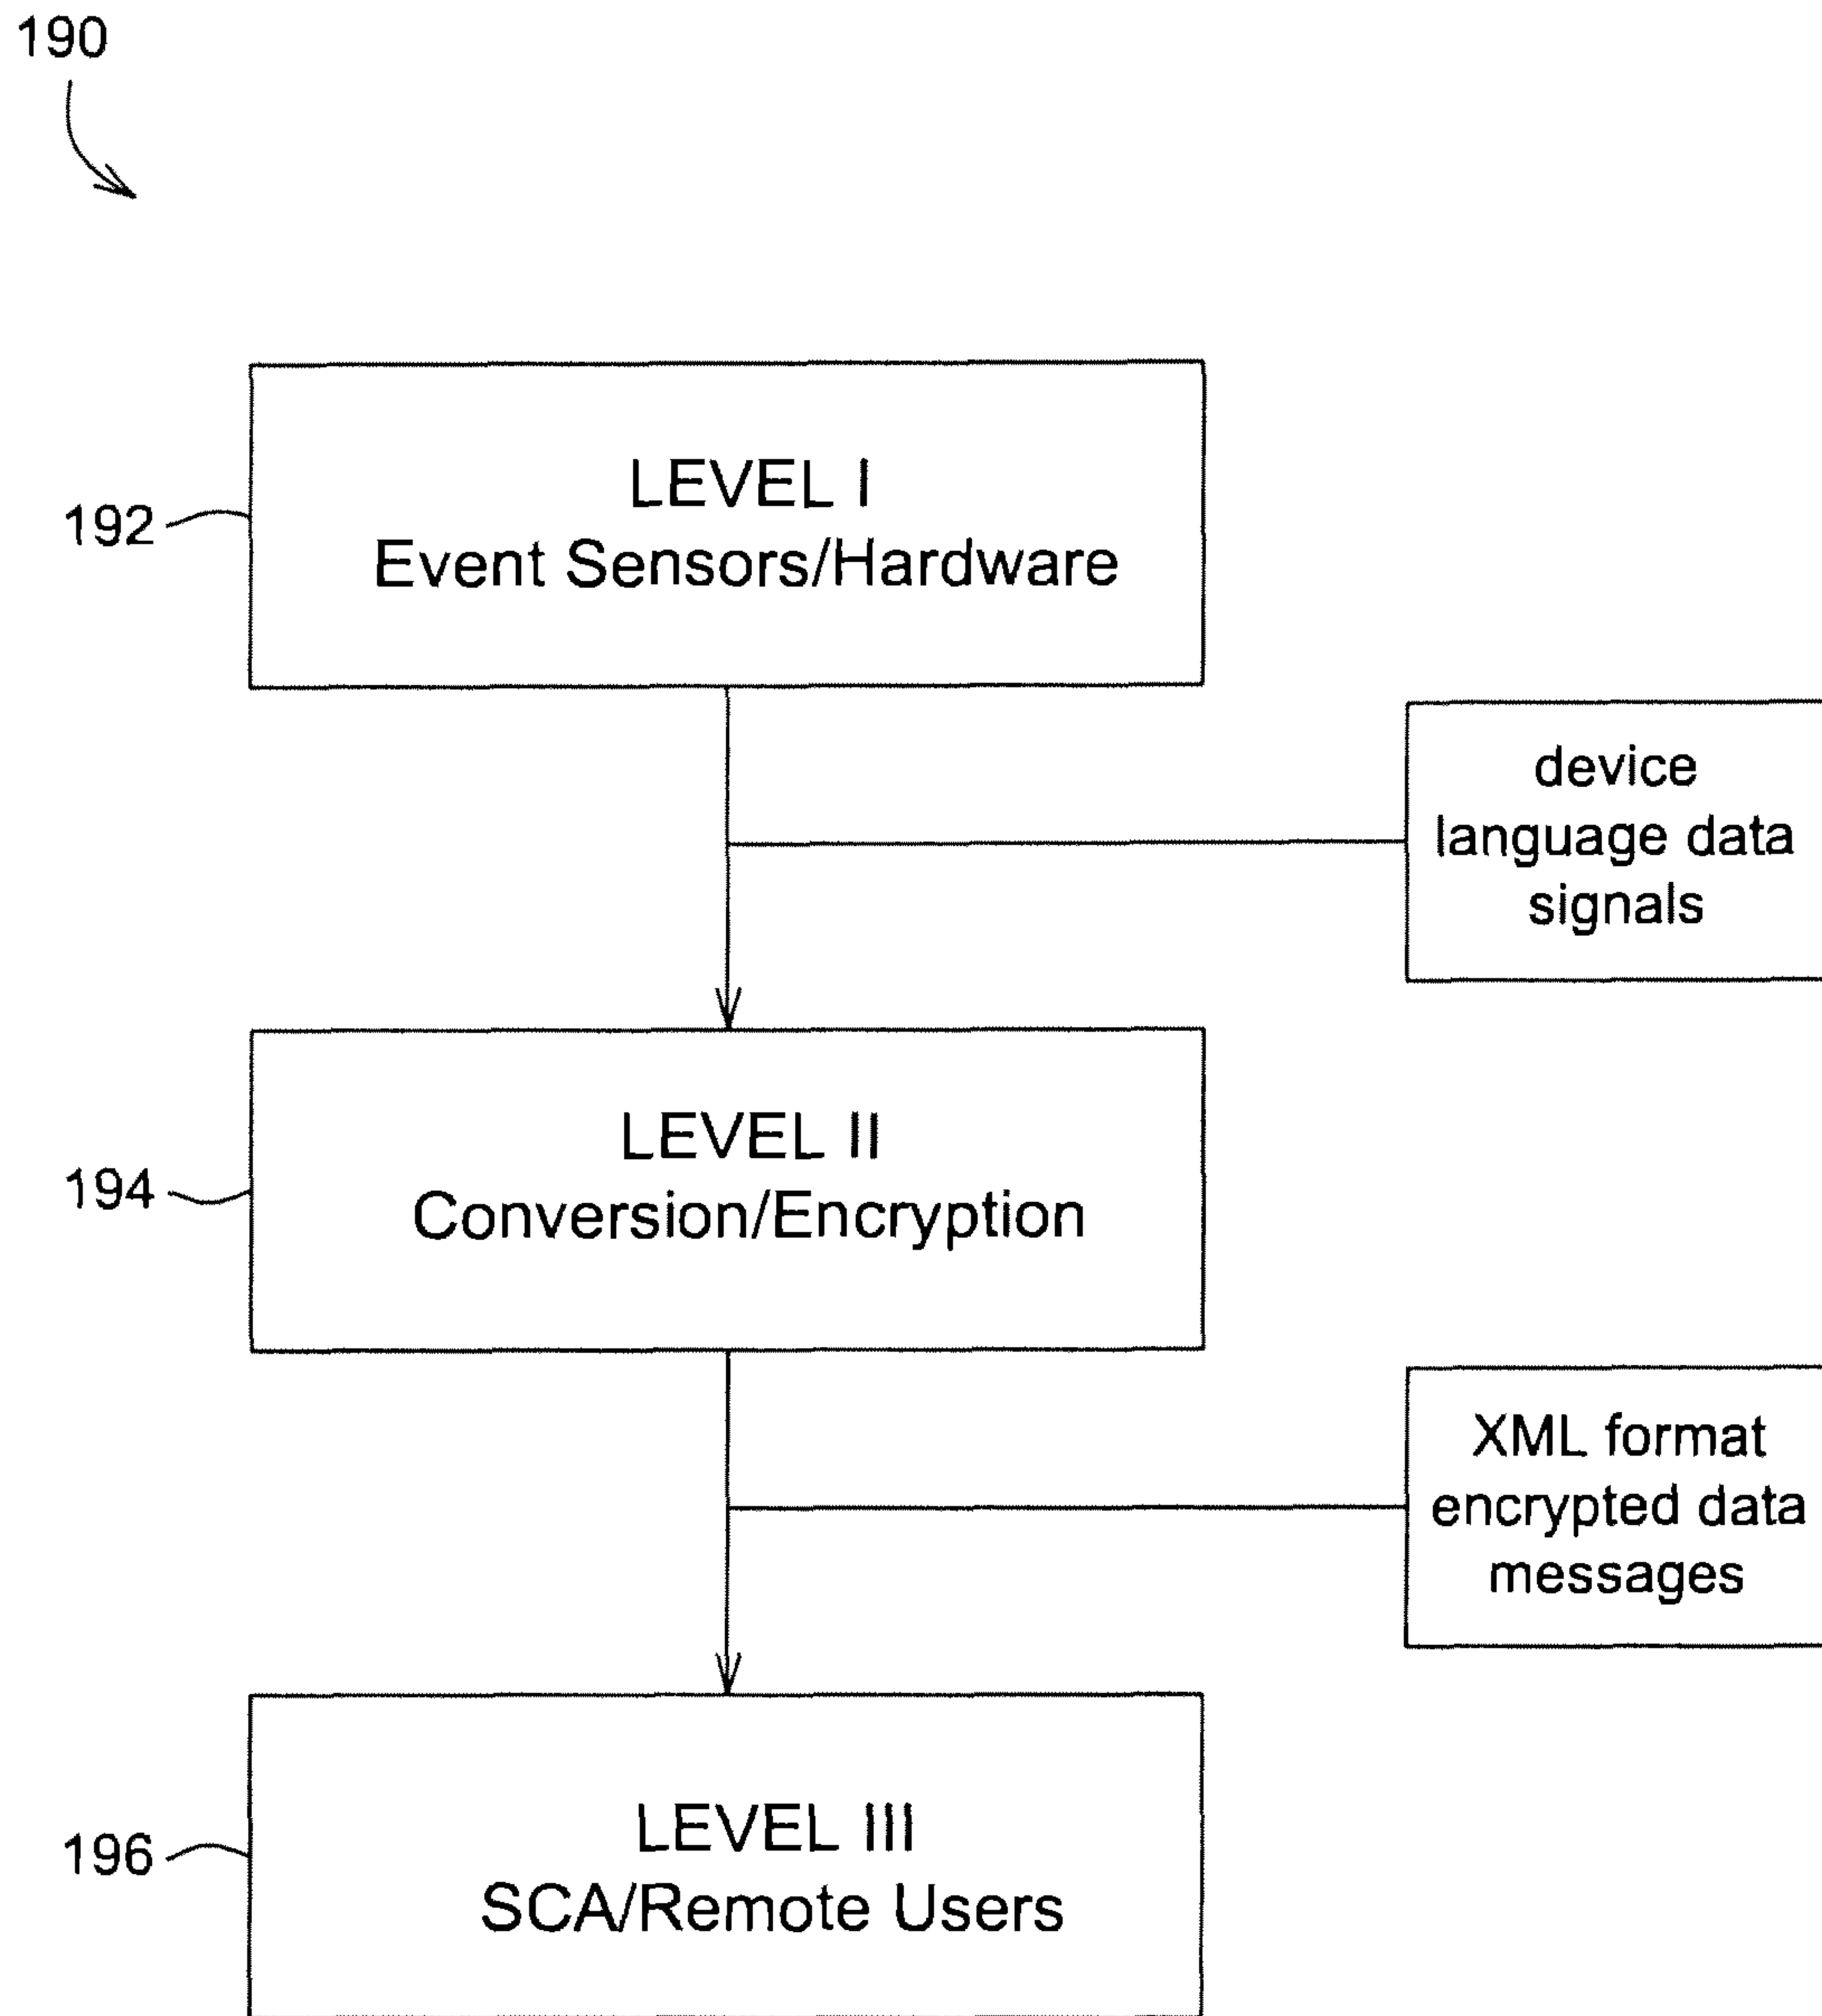 190
192
LEVEL I
Event Sensors/Hardware
device
language data
signals
194
LEVEL II
Conversion/Encryption
XML format
encrypted data
messages
196
LEVEL III
SCA/Remote Users